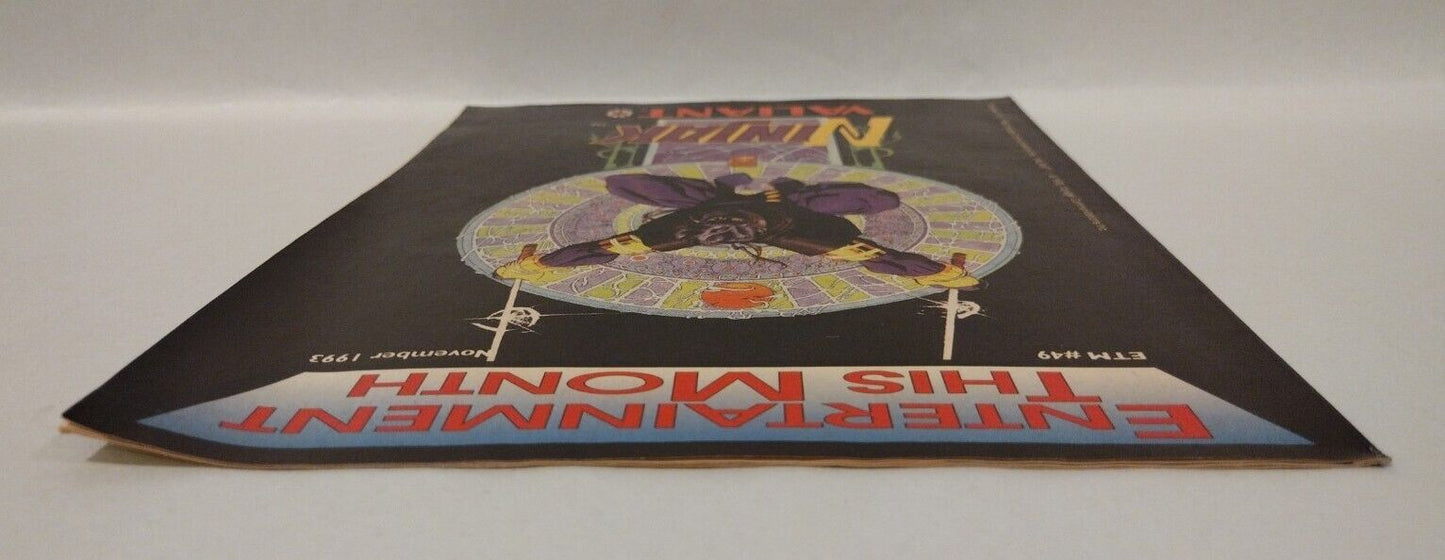 ENTERTAINMENT
THIS MONTH
ETM #49
November 1993
NINJAK
VALIANT